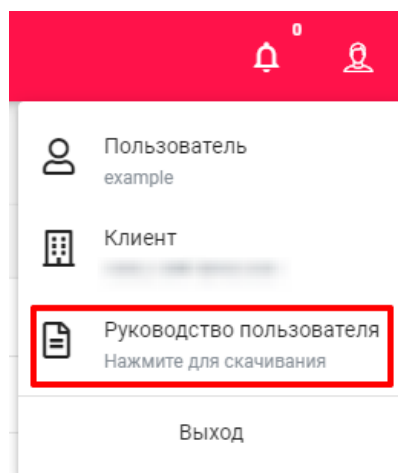 0
Пользователь
example
Клиент
Руководство пользователя
Нажмите для скачивания
Выход